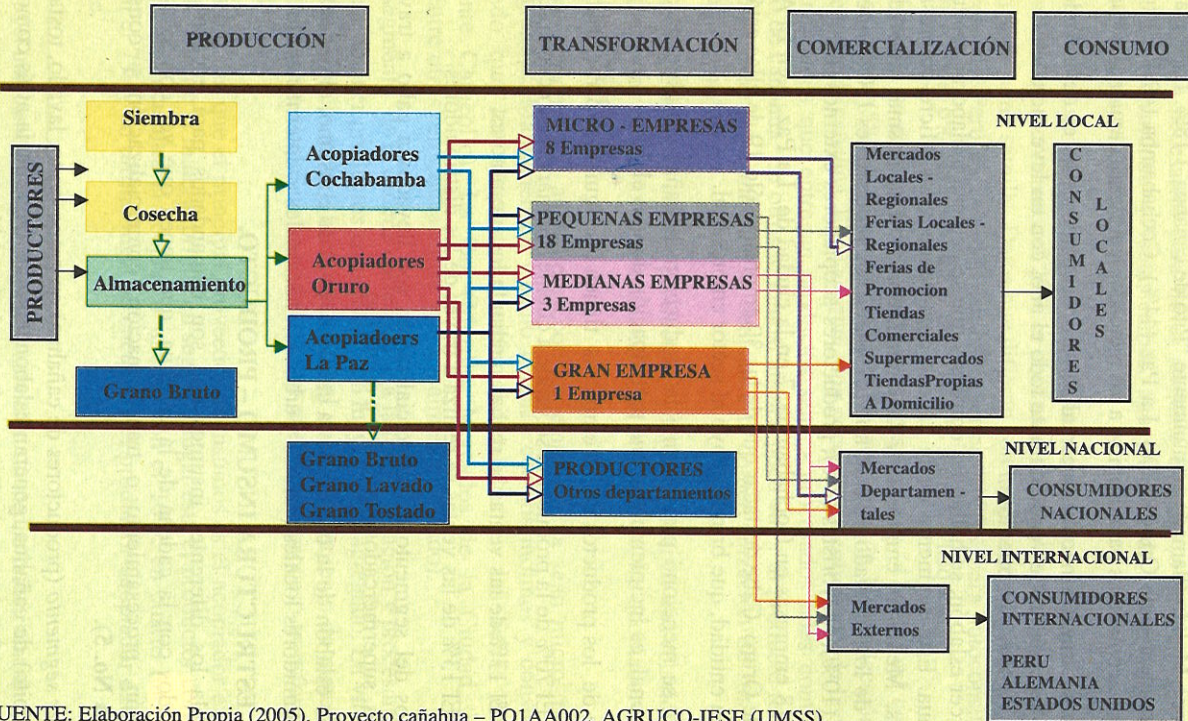 PRODUCCIÓN
TRANSFORMACIÓN
COMERCIALIZACIÓN
CONSUMO
NIVEL LOCAL
PRODUCTORES
Siembra
Cosecha
Almacenamiento
Grano Bruto
Acopiadores
Cochabamba
Acopiadores
Oruro
Acopiadoers
La Paz
Grano Bruto
Grano Lavado
Grano Tostado
MICRO - EMPRESAS
8 Empresas
PEQUENAS EMPRESAS
18 Empresas
MEDIANAS EMPRESAS
3 Empresas
GRAN EMPRESA
1 Empresa
PRODUCTORES
Otros departamentos
Mercados
Locales -
Regionales
Ferias Locales -
Regionales
Ferias de
Promocion
Tiendas
Comerciales
Supermercados
TiendasPropias
A Domicilio
CONSUMIDORES
LOCALES
NIVEL NACIONAL
Mercados
Departamen -
tales
CONSUMIDORES
NACIONALES
NIVEL INTERNACIONAL
Mercados
Externos
CONSUMIDORES
INTERNACIONALES
PERU
ALEMANIA
ESTADOS UNIDOS
UENTE: Elaboración Propia (2005). Proyecto cañahua – PO1AA002. AGRUCO-IESE (UMSS)